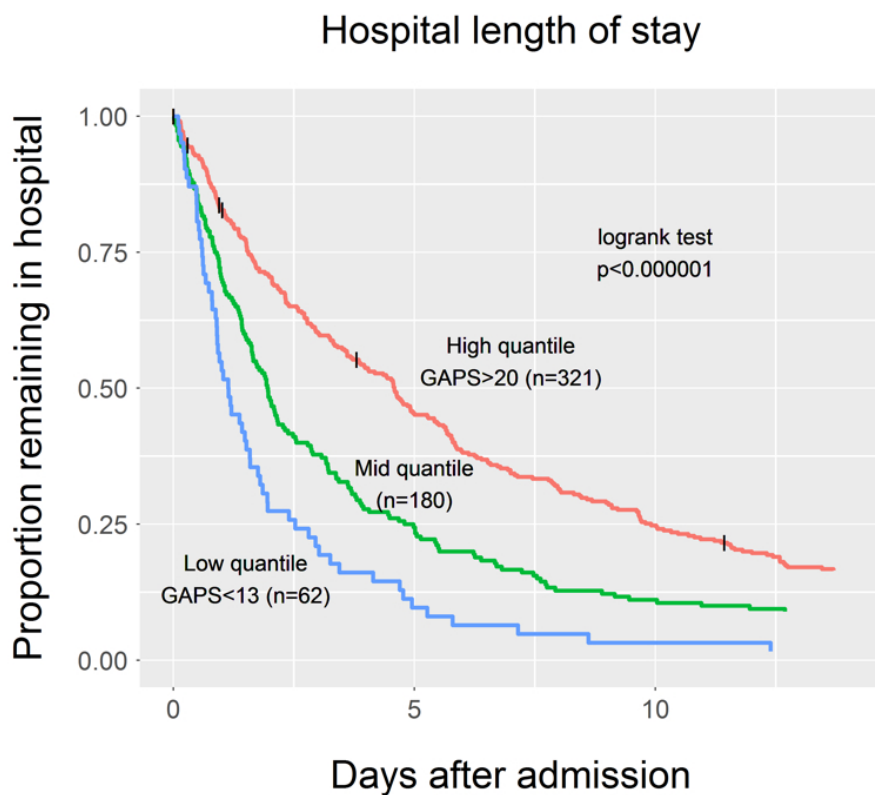 Hospital length of stay
Proportion remaining in hospital
1.00
0.75
0.50
0.25
0.00
logrank test
p<0.000001
High quantile
GAPS>20 (n=321)
Mid quantile
(n=180)
Low quantile
GAPS<13 (n=62)
0
5
10
Days after admission